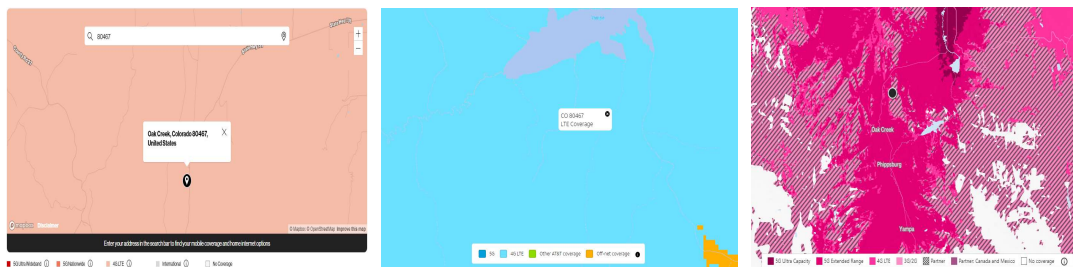 80467
Oak Creek, Colorado 80467,
United States
X
+
−
mapbox Disclaimer
© Mapbox © OpenStreetMap Improve this map
Enter your address in the search bar to find your mobile coverage and home internet options
5G Ultra Wideband
5G Nationwide
4G LTE
International
No Coverage
CO 80467
LTE Coverage
5G
4G LTE
Other AT&T coverage
Off-net coverage
Oak Creek
Phippsburg
Yampa
5G Ultra Capacity
5G Extended Range
4G LTE
3G/2G
Partner
Partner: Canada and Mexico
No coverage